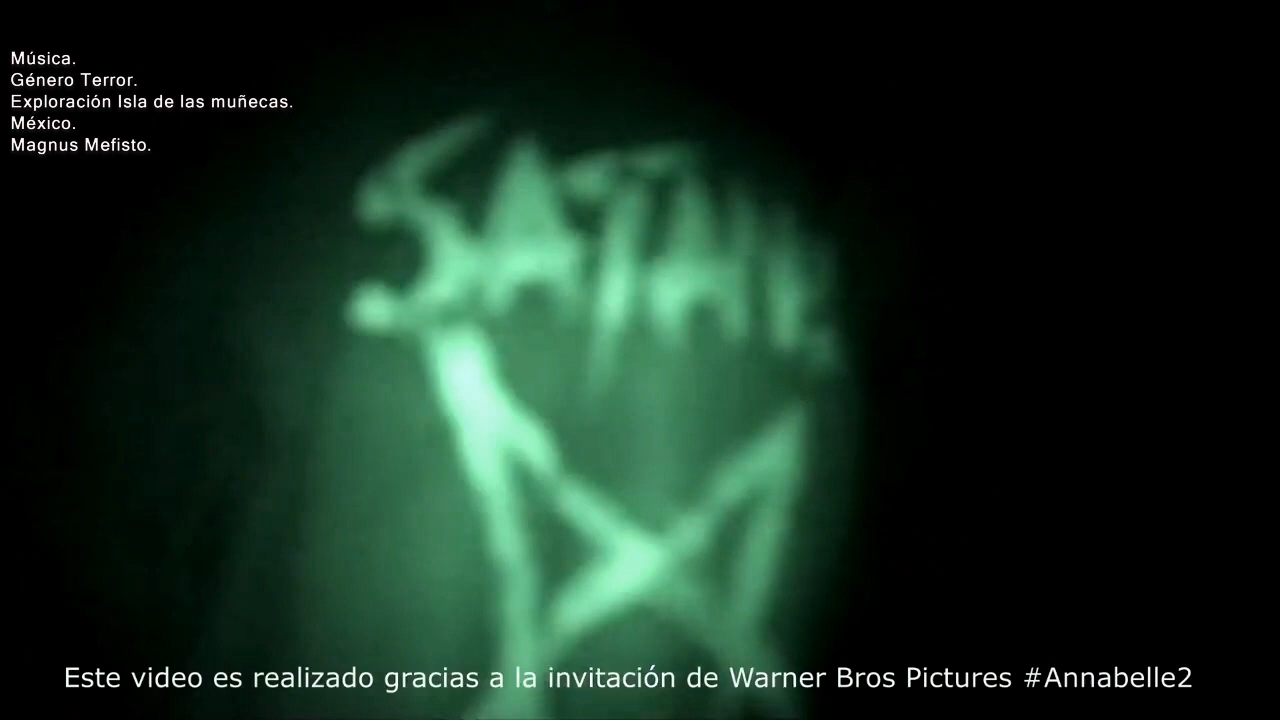 Música.
Género Terror.
Exploración Isla de las muñecas.
México.
Magnus Mefisto.
SATAN
Este video es realizado gracias a la invitación de Warner Bros Pictures #Annabelle2